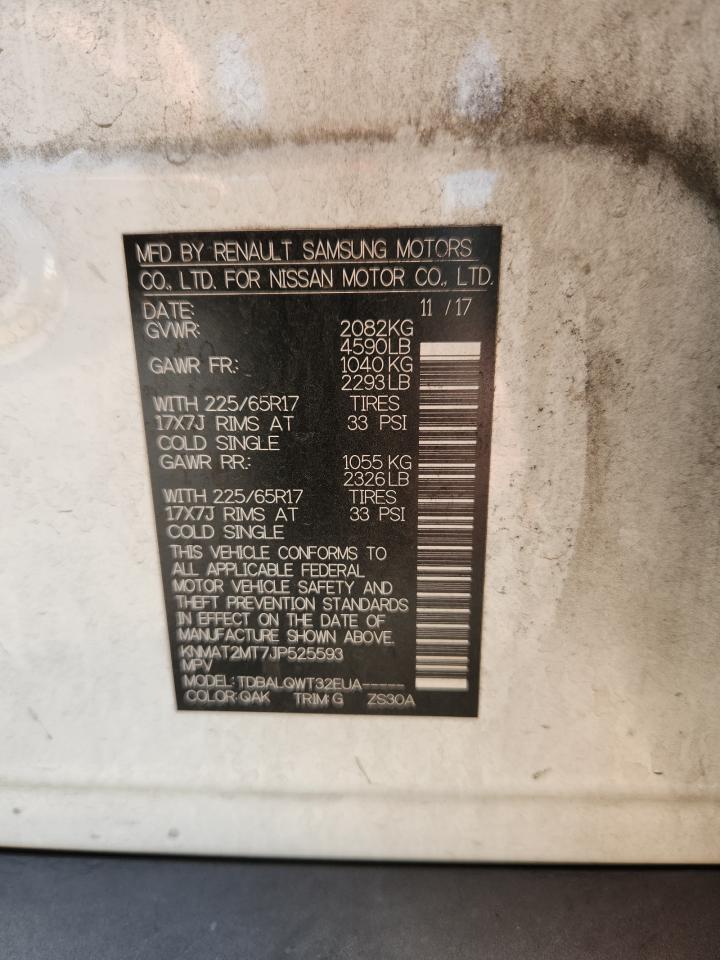 MFD BY RENAULT SAMSUNG MOTORS
CO., LTD. FOR NISSAN MOTOR CO., LTD.
DATE: 11 / 17
GVWR: 2082KG
4590LB
GAWR FR: 1040 KG
2293LB
WITH 225/65R17 TIRES
17X7J RIMS AT 33 PSI
COLD SINGLE
GAWR RR: 1055 KG
2326LB
WITH 225/65R17 TIRES
17X7J RIMS AT 33 PSI
COLD SINGLE
THIS VEHICLE CONFORMS TO
ALL APPLICABLE FEDERAL
MOTOR VEHICLE SAFETY AND
THEFT PREVENTION STANDARDS
IN EFFECT ON THE DATE OF
MANUFACTURE SHOWN ABOVE.
KNMAT2MT7JP525593
MPV
MODEL: TDBALQWT32EUA-----
COLOR: QAK TRIM: G ZS30A